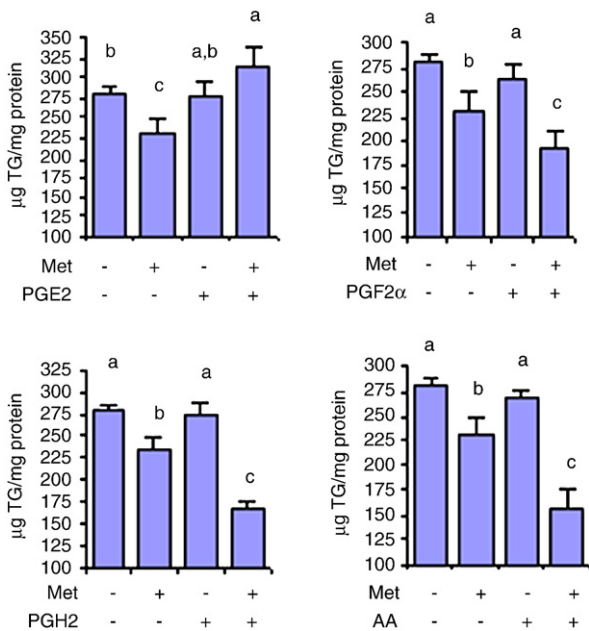 a
a,b
b
c
µg TG/mg protein
350
325
300
275
250
225
200
175
150
125
100
Met - + - +
PGE2 - - + +
a
a
b
c
µg TG/mg protein
300
275
250
225
200
175
150
125
100
Met - + - +
PGF2α - - + +
a
a
b
c
µg TG/mg protein
325
300
275
250
225
200
175
150
125
100
Met - + - +
PGH2 - - + +
a
a
b
c
µg TG/mg protein
300
275
250
225
200
175
150
125
100
Met - + - +
AA - - + +